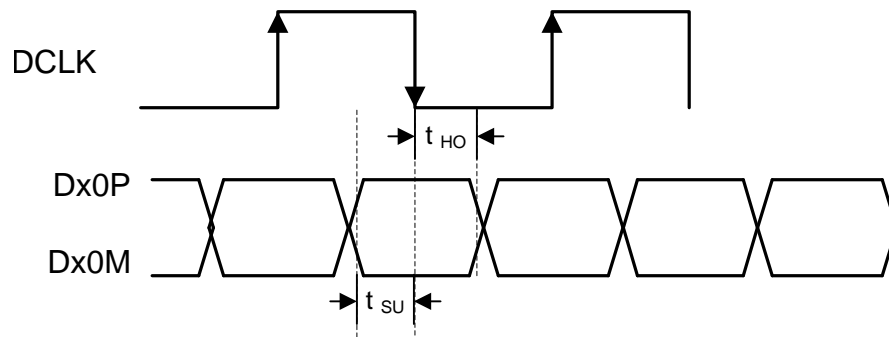 DCLK
t HO
Dx0P
Dx0M
t SU